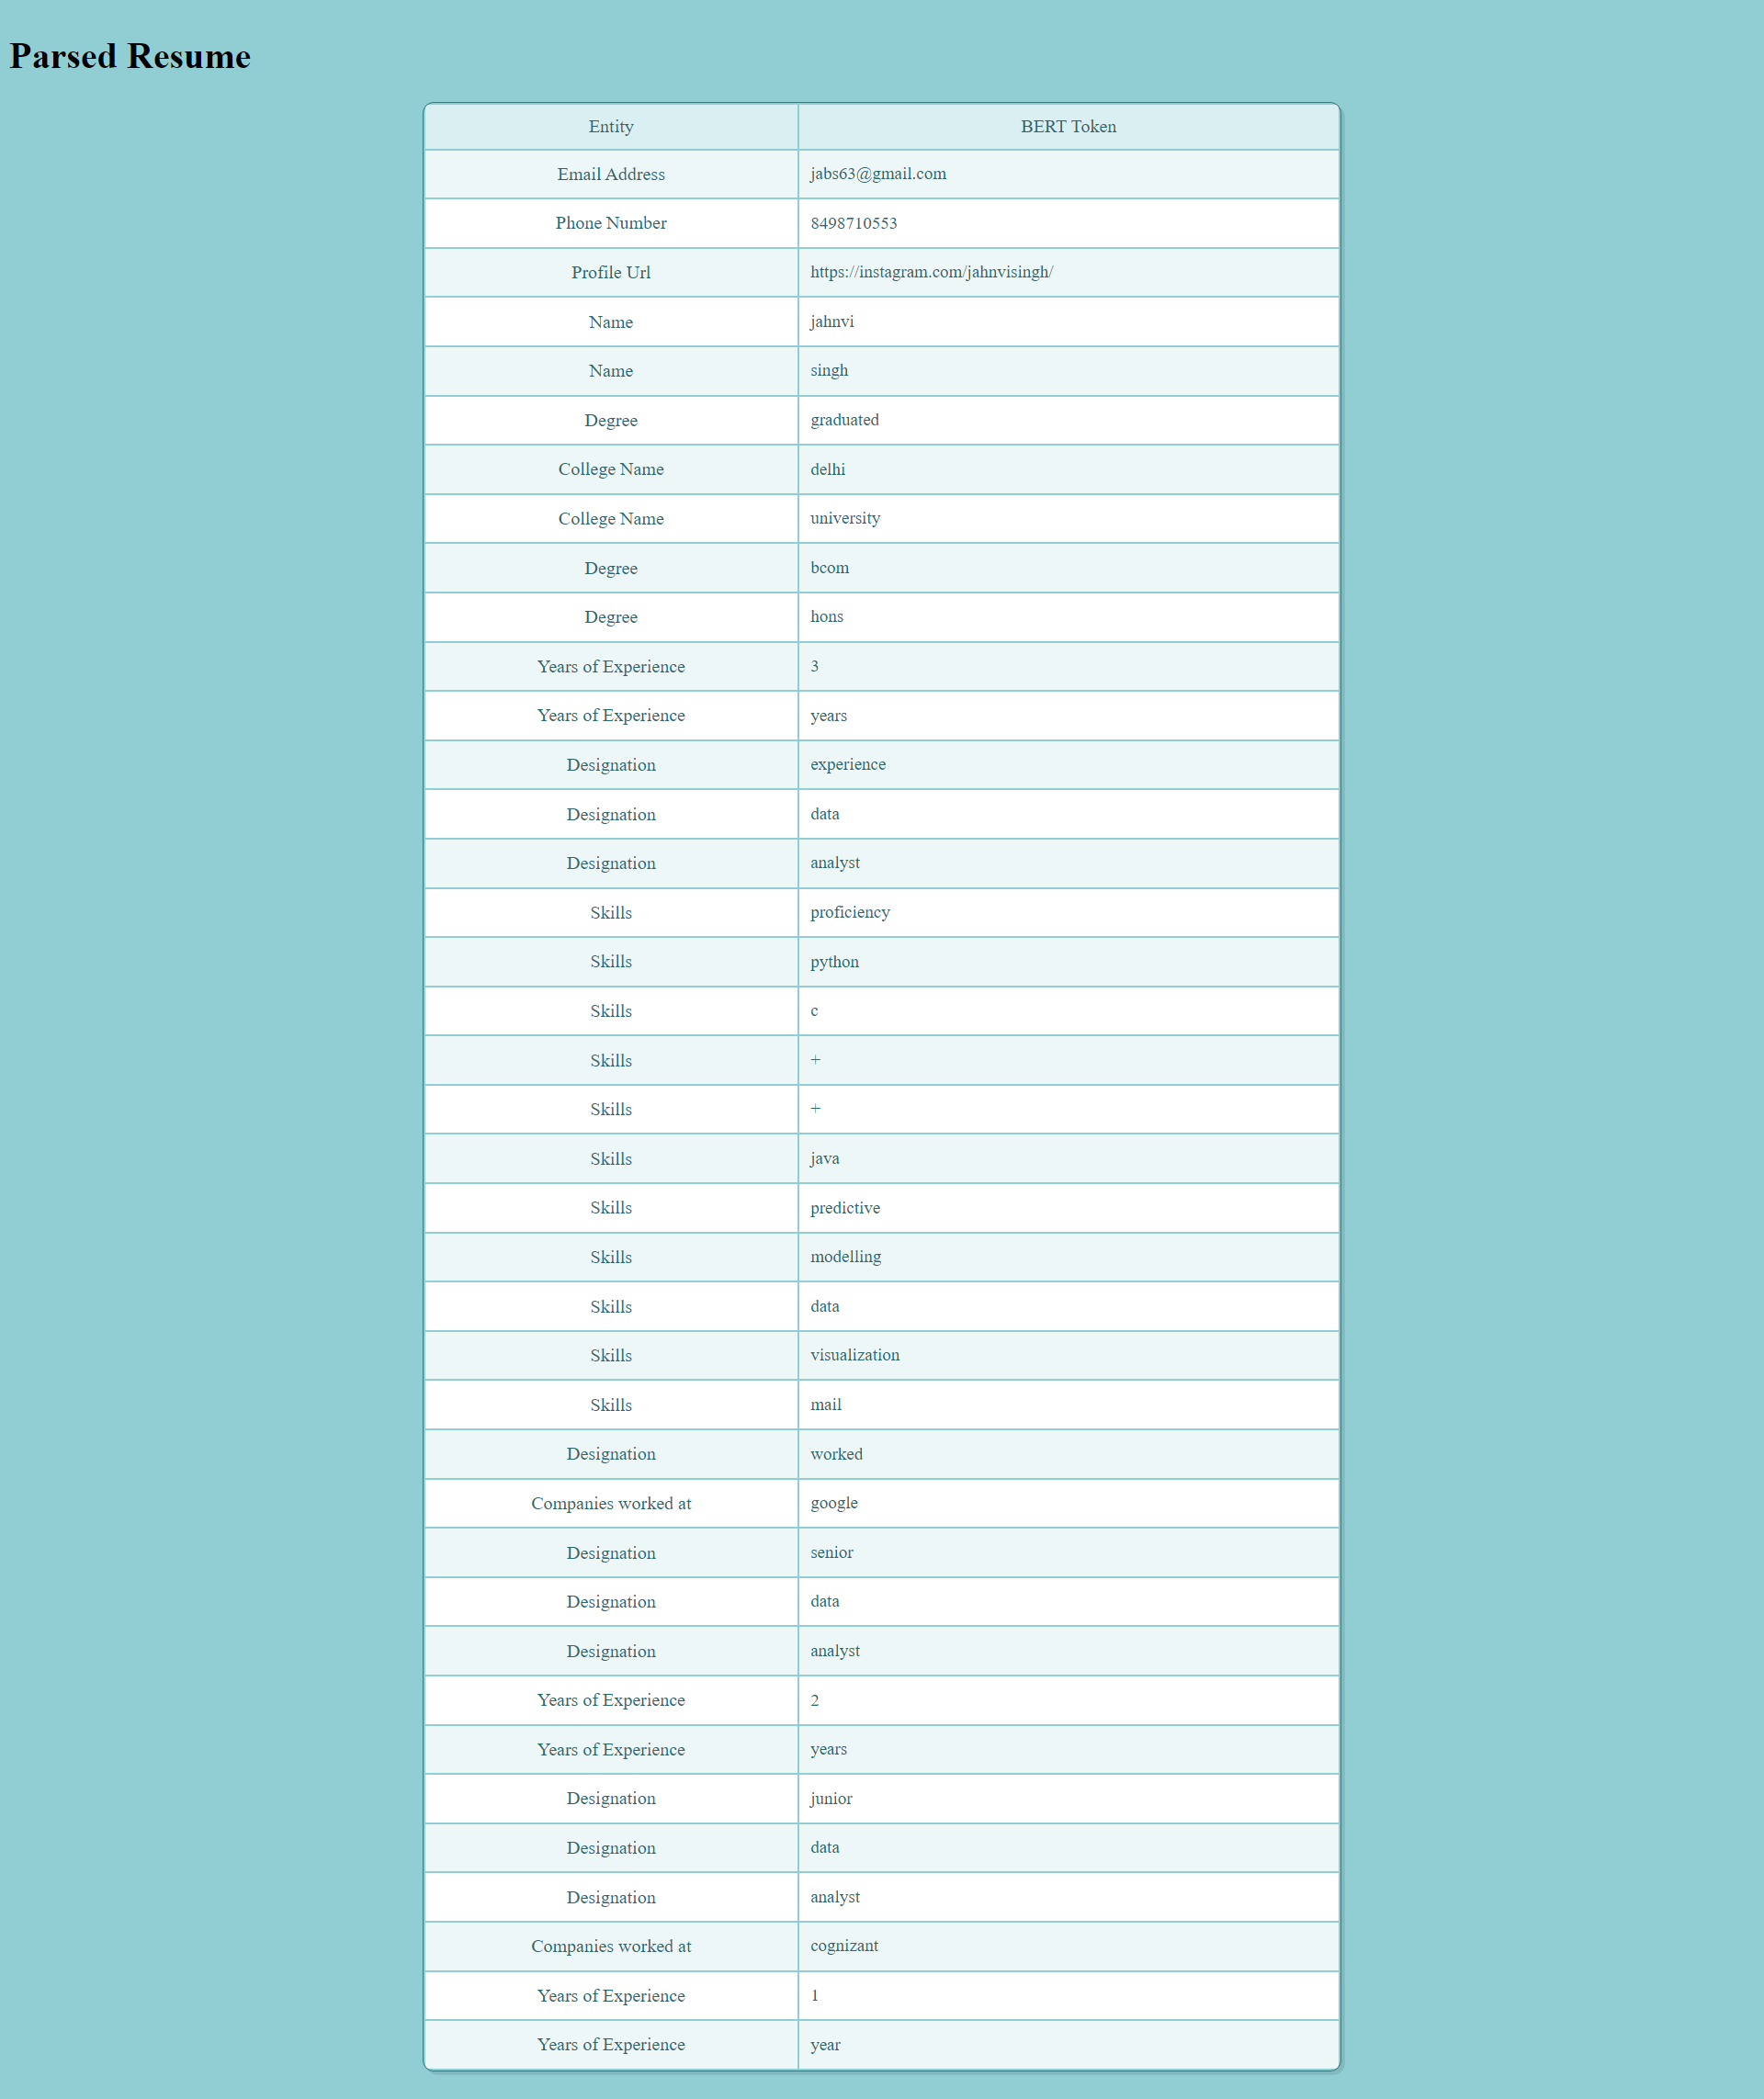 Parsed Resume
Entity BERT Token
Email Address jabs63@gmail.com
Phone Number 8498710553
Profile Url https://instagram.com/jahnvisingh/
Name jahnvi
Name singh
Degree graduated
College Name delhi
College Name university
Degree bcom
Degree hons
Years of Experience 3
Years of Experience years
Designation experience
Designation data
Designation analyst
Skills proficiency
Skills python
Skills c
Skills +
Skills +
Skills java
Skills predictive
Skills modelling
Skills data
Skills visualization
Skills mail
Designation worked
Companies worked at google
Designation senior
Designation data
Designation analyst
Years of Experience 2
Years of Experience years
Designation junior
Designation data
Designation analyst
Companies worked at cognizant
Years of Experience 1
Years of Experience year